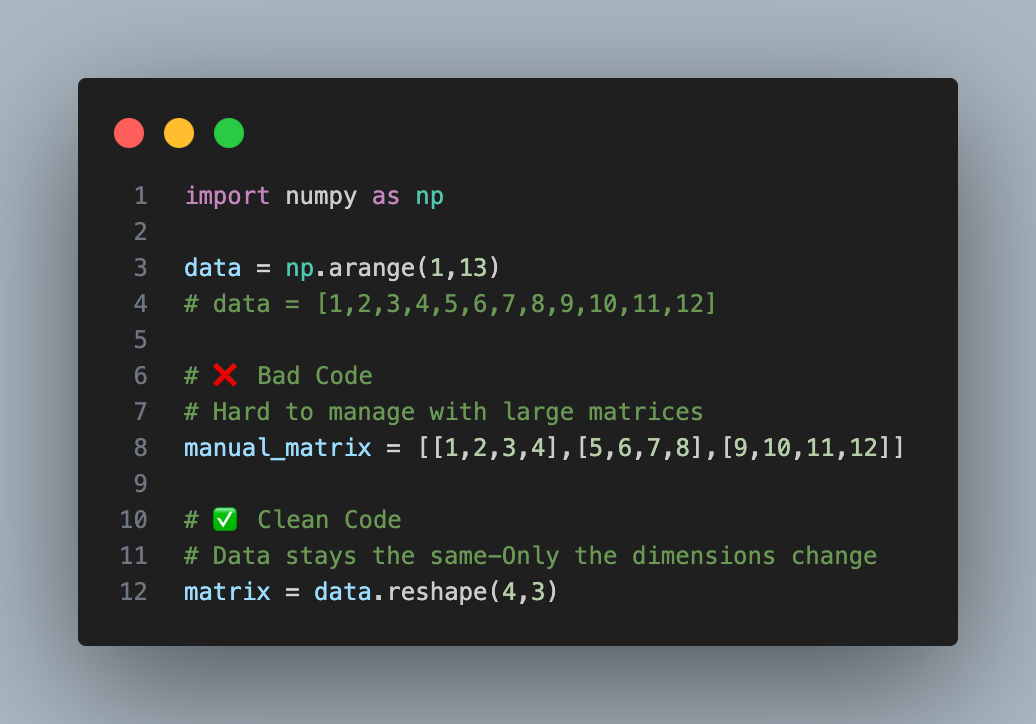 1 import numpy as np
2
3 data = np.arange(1,13)
4 # data = [1,2,3,4,5,6,7,8,9,10,11,12]
5
6 # ❌ Bad Code
7 # Hard to manage with large matrices
8 manual_matrix = [[1,2,3,4],[5,6,7,8],[9,10,11,12]]
9
10 # ✅ Clean Code
11 # Data stays the same—Only the dimensions change
12 matrix = data.reshape(4,3)